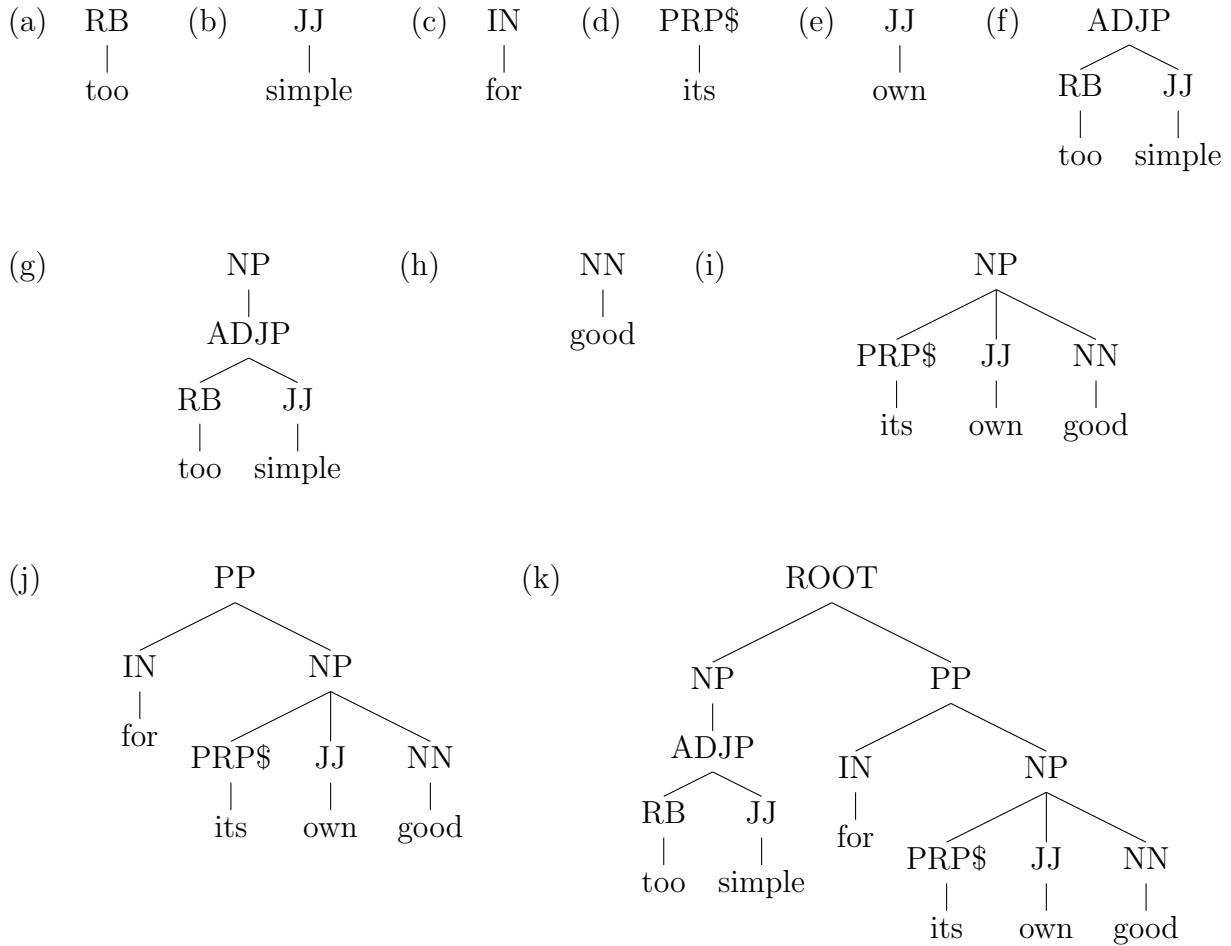 (a) RB (b) JJ (c) IN (d) PRP$ (e) JJ (f) ADJP
too simple for its own
RB JJ
too simple
(g) NP (h) NN (i) NP
ADJP good
PRP$ JJ NN
RB JJ
its own good
too simple
(j) PP (k) ROOT
IN NP
NP PP
for
PRP$ JJ NN
ADJP
IN NP
its own good
RB JJ
for
PRP$ JJ NN
too simple
its own good